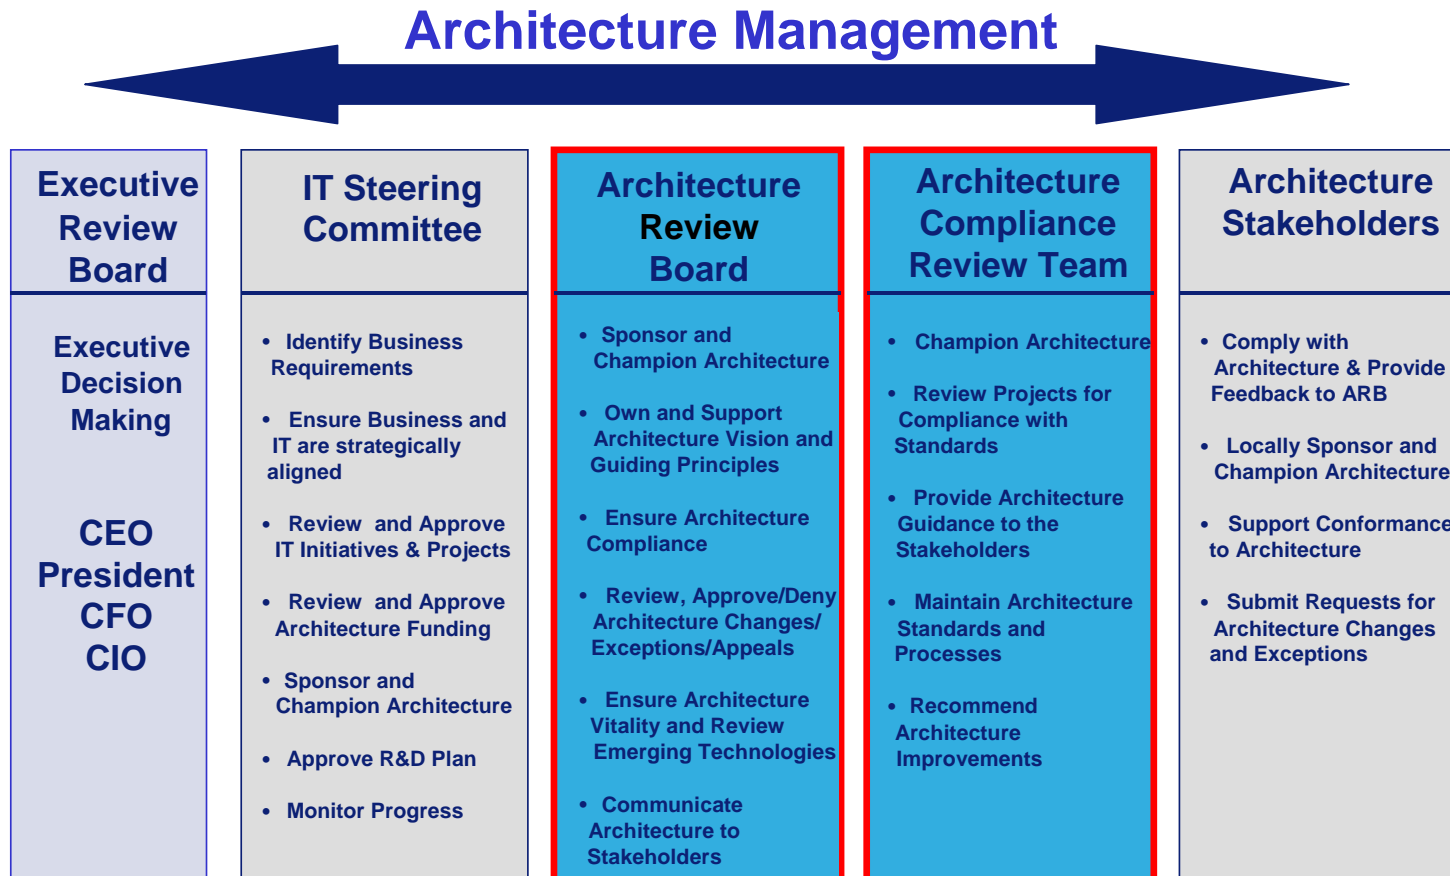 Architecture Management
Executive
Review
Board
Executive
Decision
Making
CEO
President
CFO
CIO
IT Steering
Committee
• Identify Business
Requirements
• Ensure Business and
IT are strategically
aligned
• Review and Approve
IT Initiatives & Projects
• Review and Approve
Architecture Funding
• Sponsor and
Champion Architecture
• Approve R&D Plan
• Monitor Progress
Architecture
Review
Board
• Sponsor and
Champion Architecture
• Own and Support
Architecture Vision and
Guiding Principles
• Ensure Architecture
Compliance
• Review, Approve/Deny
Architecture Changes/
Exceptions/Appeals
• Ensure Architecture
Vitality and Review
Emerging Technologies
• Communicate
Architecture to
Stakeholders
Architecture
Compliance
Review Team
• Champion Architecture
• Review Projects for
Compliance with
Standards
• Provide Architecture
Guidance to the
Stakeholders
• Maintain Architecture
Standards and
Processes
• Recommend
Architecture
Improvements
Architecture
Stakeholders
• Comply with
Architecture & Provide
Feedback to ARB
• Locally Sponsor and
Champion Architecture
• Support Conformance
to Architecture
• Submit Requests for
Architecture Changes
and Exceptions